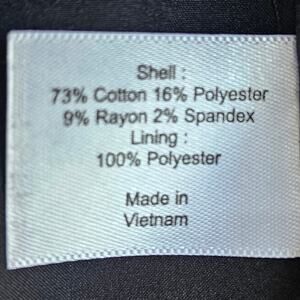 Shell :
73% Cotton 16% Polyester
9% Rayon 2% Spandex
Lining :
100% Polyester
Made in
Vietnam